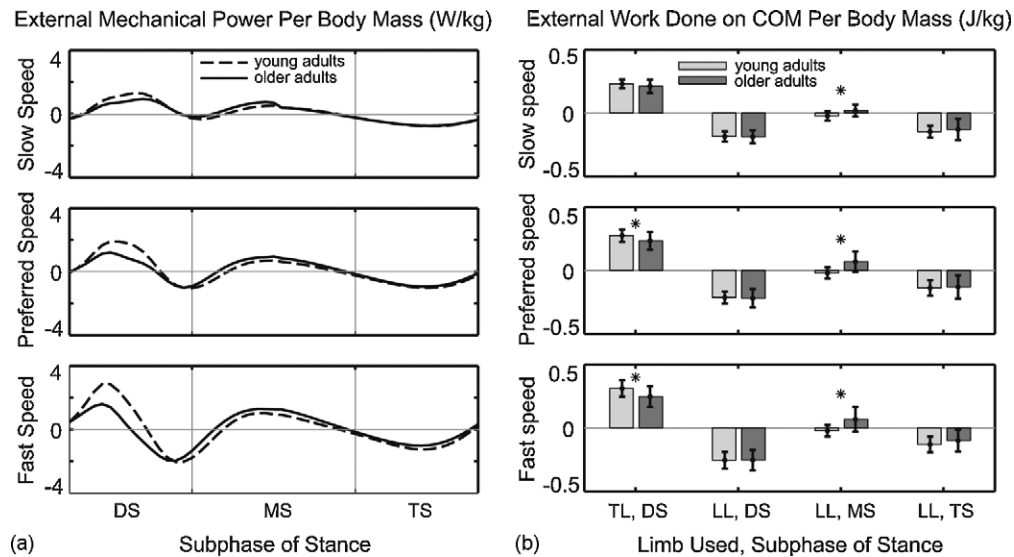 External Mechanical Power Per Body Mass (W/kg)
External Work Done on COM Per Body Mass (J/kg)
Slow Speed
4
0
-4
young adults
older adults
Preferred Speed
4
0
-4
Fast Speed
4
0
-4
DS MS TS
(a) Subphase of Stance
Slow speed
0.5
0
-0.5
young adults
older adults
*
Preferred speed
0.5
0
-0.5
* *
Fast speed
0.5
0
-0.5
* *
TL, DS LL, DS LL, MS LL, TS
(b) Limb Used, Subphase of Stance